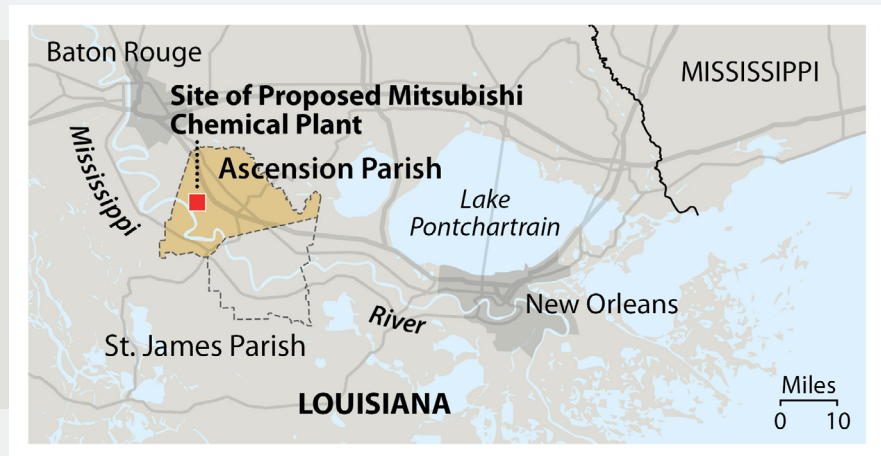 Baton Rouge
MISSISSIPPI
Site of Proposed Mitsubishi
Chemical Plant
Mississippi
Ascension Parish
Lake
Pontchartrain
New Orleans
River
St. James Parish
LOUISIANA
Miles
0 10